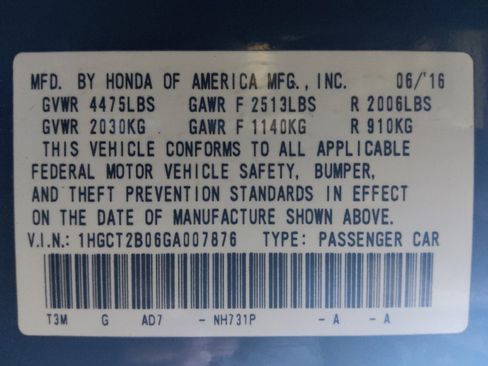 MFD. BY HONDA OF AMERICA MFG., INC. 06/'16
GVWR 4475LBS GAWR F 2513LBS R 2006LBS
GVWR 2030KG GAWR F 1140KG R 910KG
THIS VEHICLE CONFORMS TO ALL APPLICABLE
FEDERAL MOTOR VEHICLE SAFETY, BUMPER,
AND THEFT PREVENTION STANDARDS IN EFFECT
ON THE DATE OF MANUFACTURE SHOWN ABOVE.
V.I.N.: 1HGCT2B06GA007876 TYPE: PASSENGER CAR
T3M G AD7 - NH731P - A - A